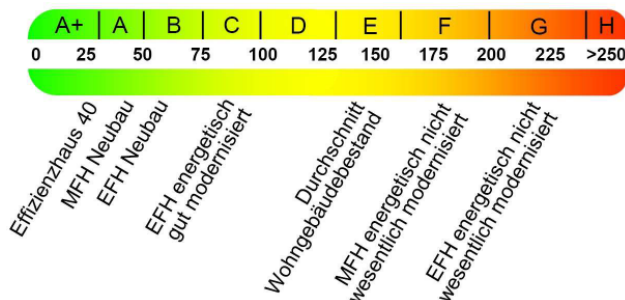 A+ A B C D E F G H
0 25 50 75 100 125 150 175 200 225 >250
Effizienzhaus 40
MFH Neubau
EFH Neubau
EFH energetisch
gut modernisiert
Durchschnitt
Wohngebäudebestand
MFH energetisch nicht
wesentlich modernisiert
EFH energetisch nicht
wesentlich modernisiert